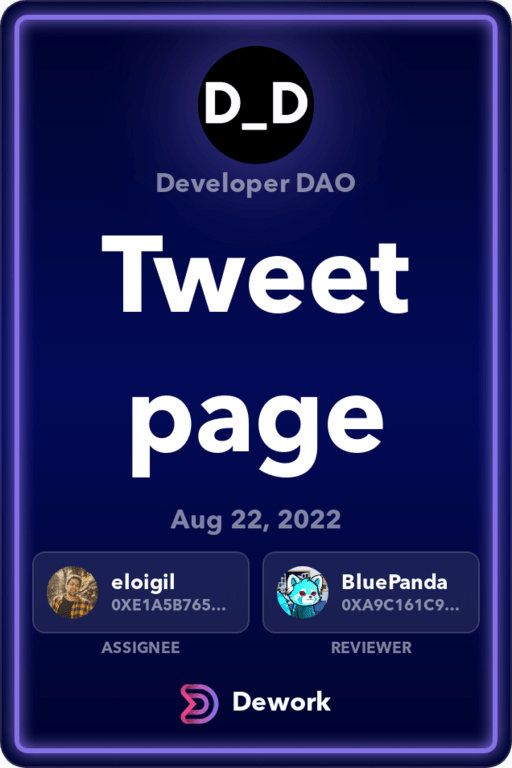 D_D
Developer DAO
Tweet
page
Aug 22, 2022
eloigil
0XE1A5B765...
ASSIGNEE
BluePanda
0XA9C161C9...
REVIEWER
Dework